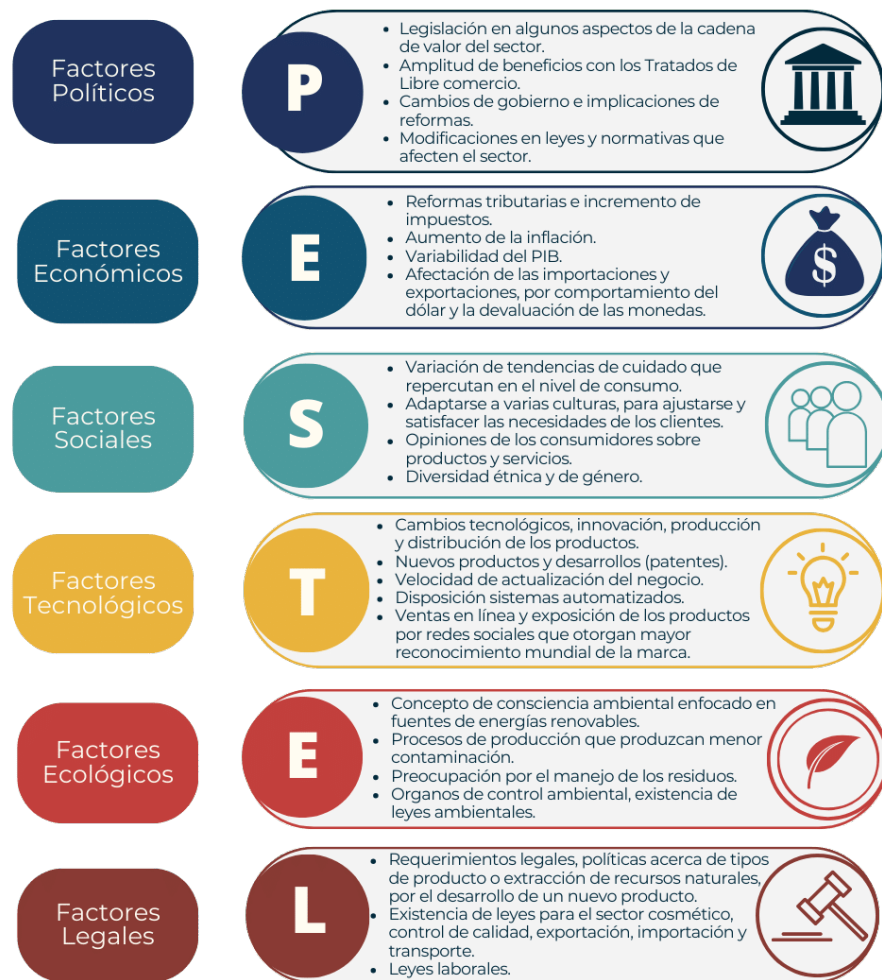 Factores
Políticos
P
• Legislación en algunos aspectos de la cadena
de valor del sector.
• Amplitud de beneficios con los Tratados de
Libre comercio.
• Cambios de gobierno e implicaciones de
reformas.
• Modificaciones en leyes y normativas que
afecten el sector.
Factores
Económicos
E
• Reformas tributarias e incremento de
impuestos.
• Aumento de la inflación.
• Variabilidad del PIB.
• Afectación de las importaciones y
exportaciones, por comportamiento del
dólar y la devaluación de las monedas.
$
Factores
Sociales
S
• Variación de tendencias de cuidado que
repercutan en el nivel de consumo.
• Adaptarse a varias culturas, para ajustarse y
satisfacer las necesidades de los clientes.
• Opiniones de los consumidores sobre
productos y servicios.
• Diversidad étnica y de género.
Factores
Tecnológicos
T
• Cambios tecnológicos, innovación, producción
y distribución de los productos.
• Nuevos productos y desarrollos (patentes).
• Velocidad de actualización del negocio.
• Disposición sistemas automatizados.
• Ventas en línea y exposición de los productos
por redes sociales que otorgan mayor
reconocimiento mundial de la marca.
Factores
Ecológicos
E
• Concepto de consciencia ambiental enfocado en
fuentes de energías renovables.
• Procesos de producción que produzcan menor
contaminación.
• Preocupación por el manejo de los residuos.
• Organos de control ambiental, existencia de
leyes ambientales.
Factores
Legales
L
• Requerimientos legales, políticas acerca de tipos
de producto o extracción de recursos naturales,
por el desarrollo de un nuevo producto.
• Existencia de leyes para el sector cosmético,
control de calidad, exportación, importación y
transporte.
• Leyes laborales.